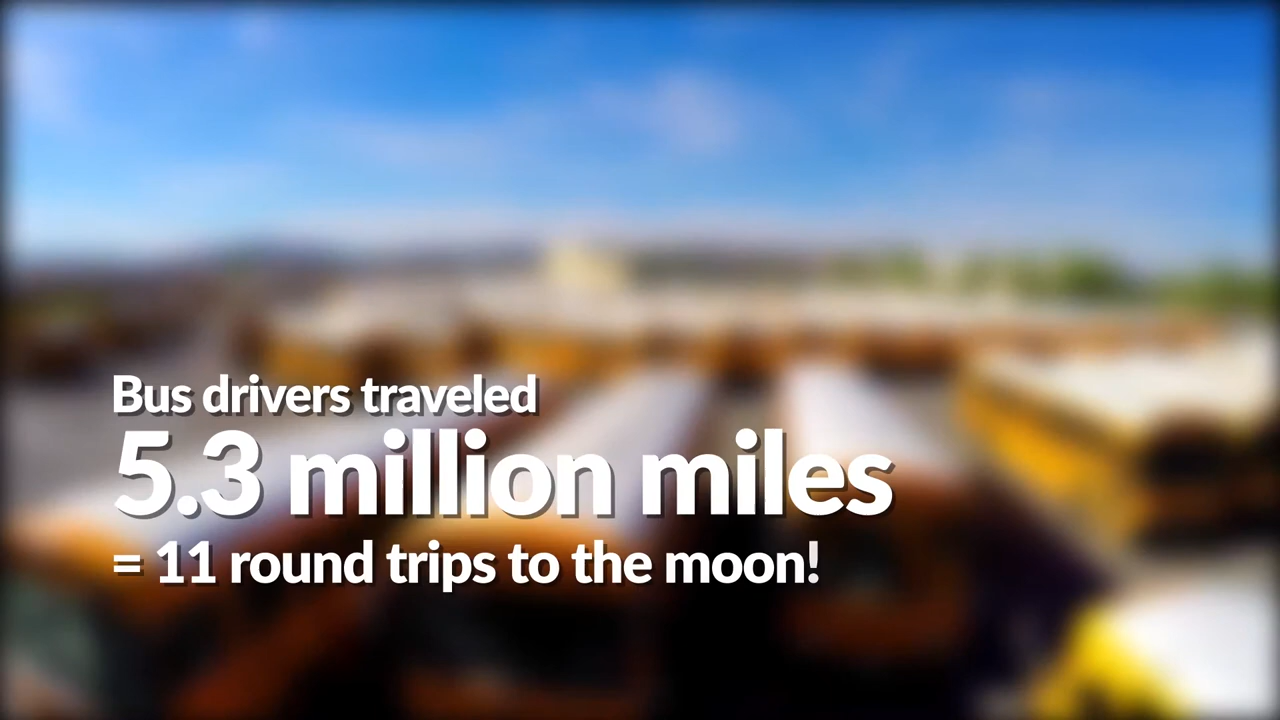 Bus drivers traveled
5.3 million miles
= 11 round trips to the moon!